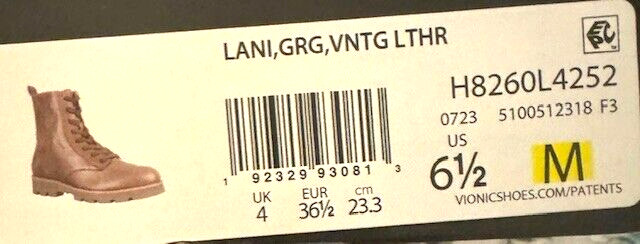 LANI,GRG,VNTG LTHR
EPC
H8260L4252
0723 5100512318 F3
1 92329 93081 3
US
6½ M
UK EUR cm
4 36½ 23.3
VIONICSHOES.COM/PATENTS